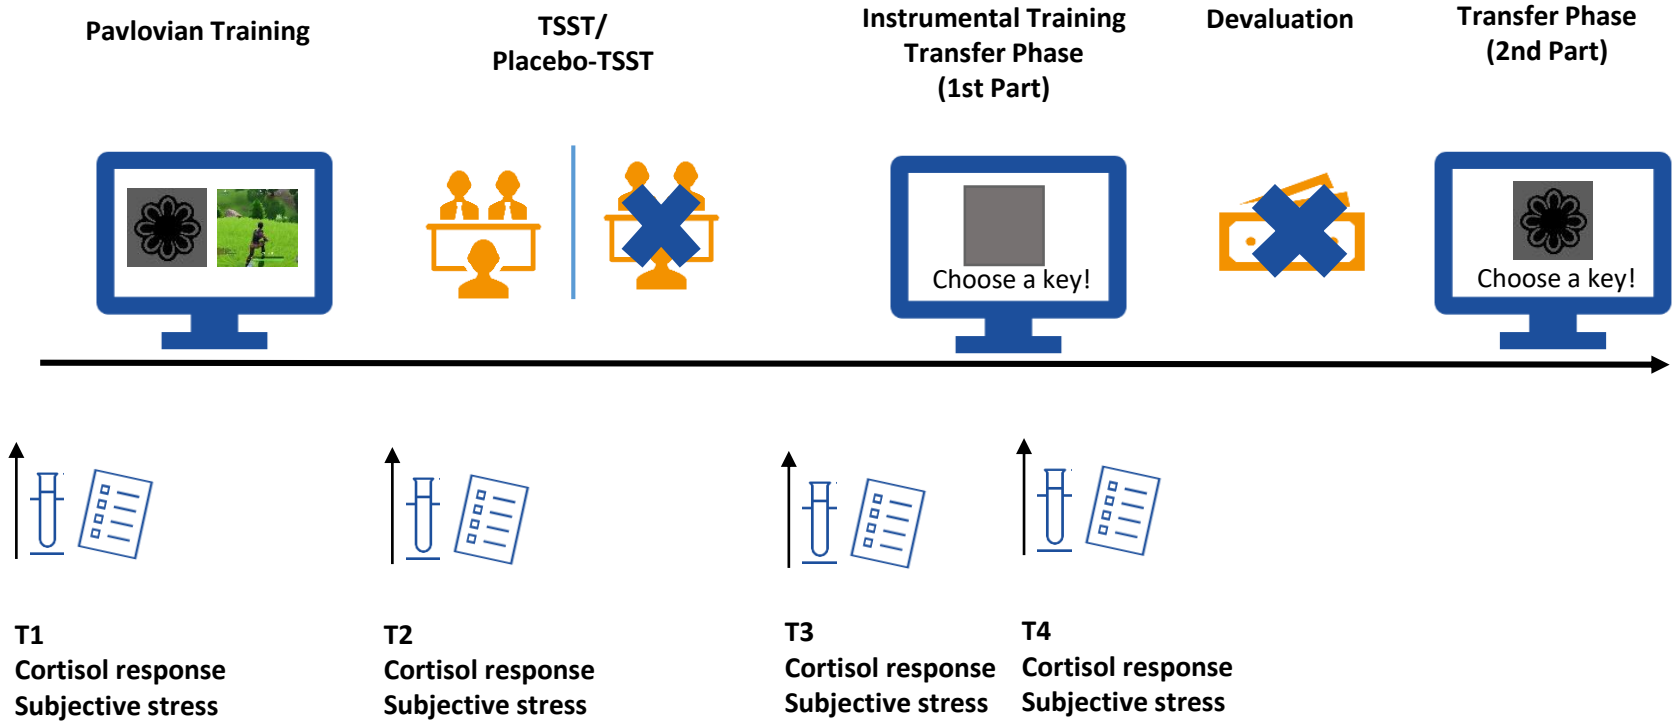 Pavlovian Training
TSST/
Placebo-TSST
Instrumental Training
Transfer Phase
(1st Part)
Devaluation
Transfer Phase
(2nd Part)
Choose a key!
Choose a key!
T1
Cortisol response
Subjective stress
T2
Cortisol response
Subjective stress
T3
Cortisol response
Subjective stress
T4
Cortisol response
Subjective stress